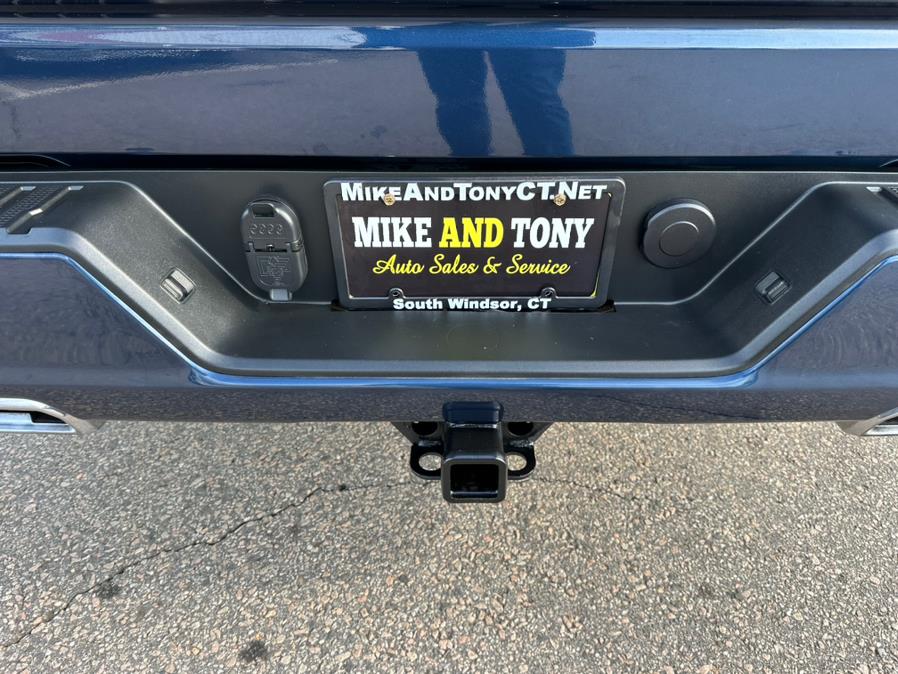 MIKEANDTONYCT.NET
MIKE AND TONY
Auto Sales & Service
South Windsor, CT